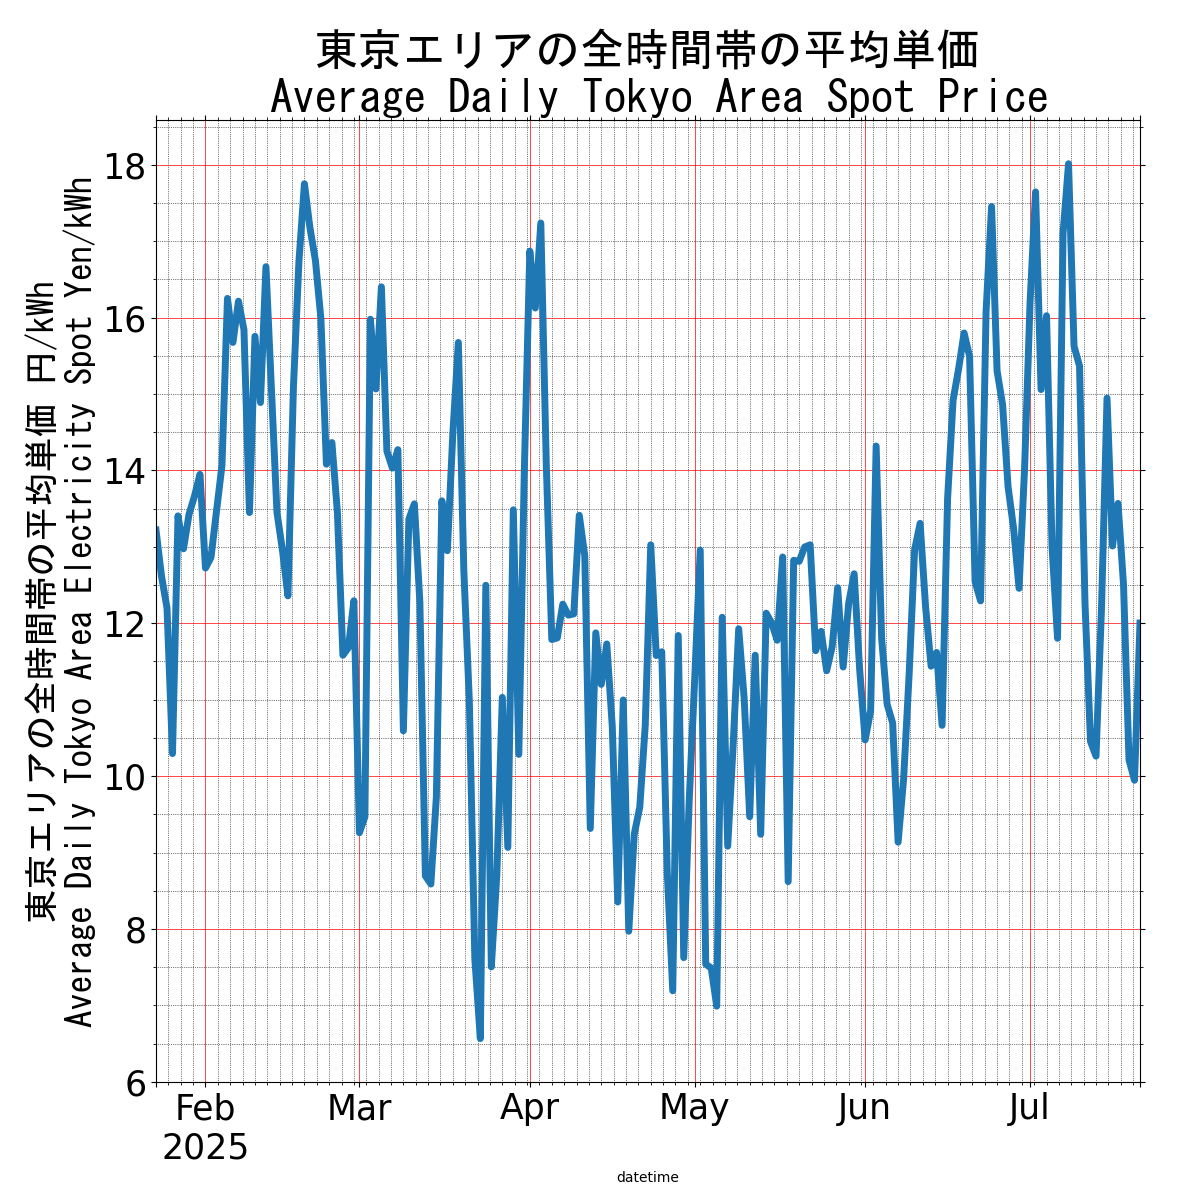 東京エリアの全時間帯の平均単価
Average Daily Tokyo Area Spot Price
東京エリアの全時間帯の平均単価 円/kWh
Average Daily Tokyo Area Electricity Spot Yen/kWh
18
16
14
12
10
8
6
Feb
2025
Mar
Apr
May
Jun
Jul
datetime